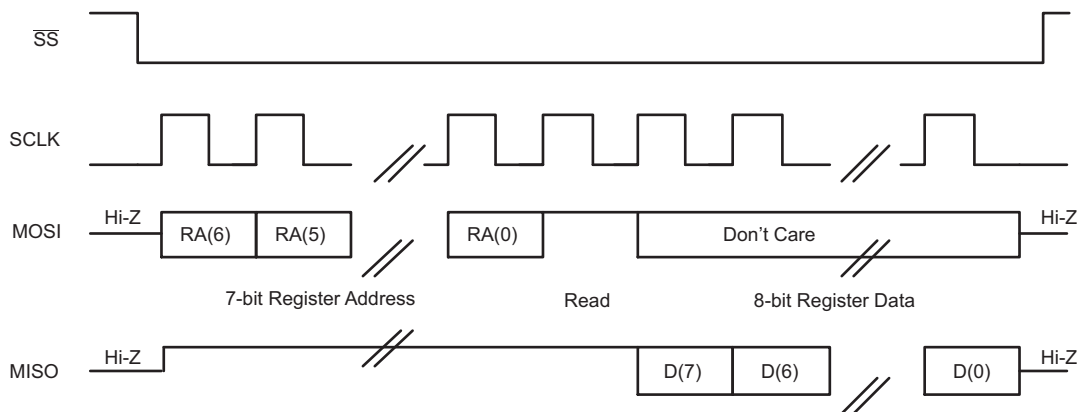 SS
SCLK
Hi-Z
Hi-Z
MOSI
RA(6)
RA(5)
RA(0)
Don't Care
7-bit Register Address
Read
8-bit Register Data
Hi-Z
Hi-Z
MISO
D(7)
D(6)
D(0)